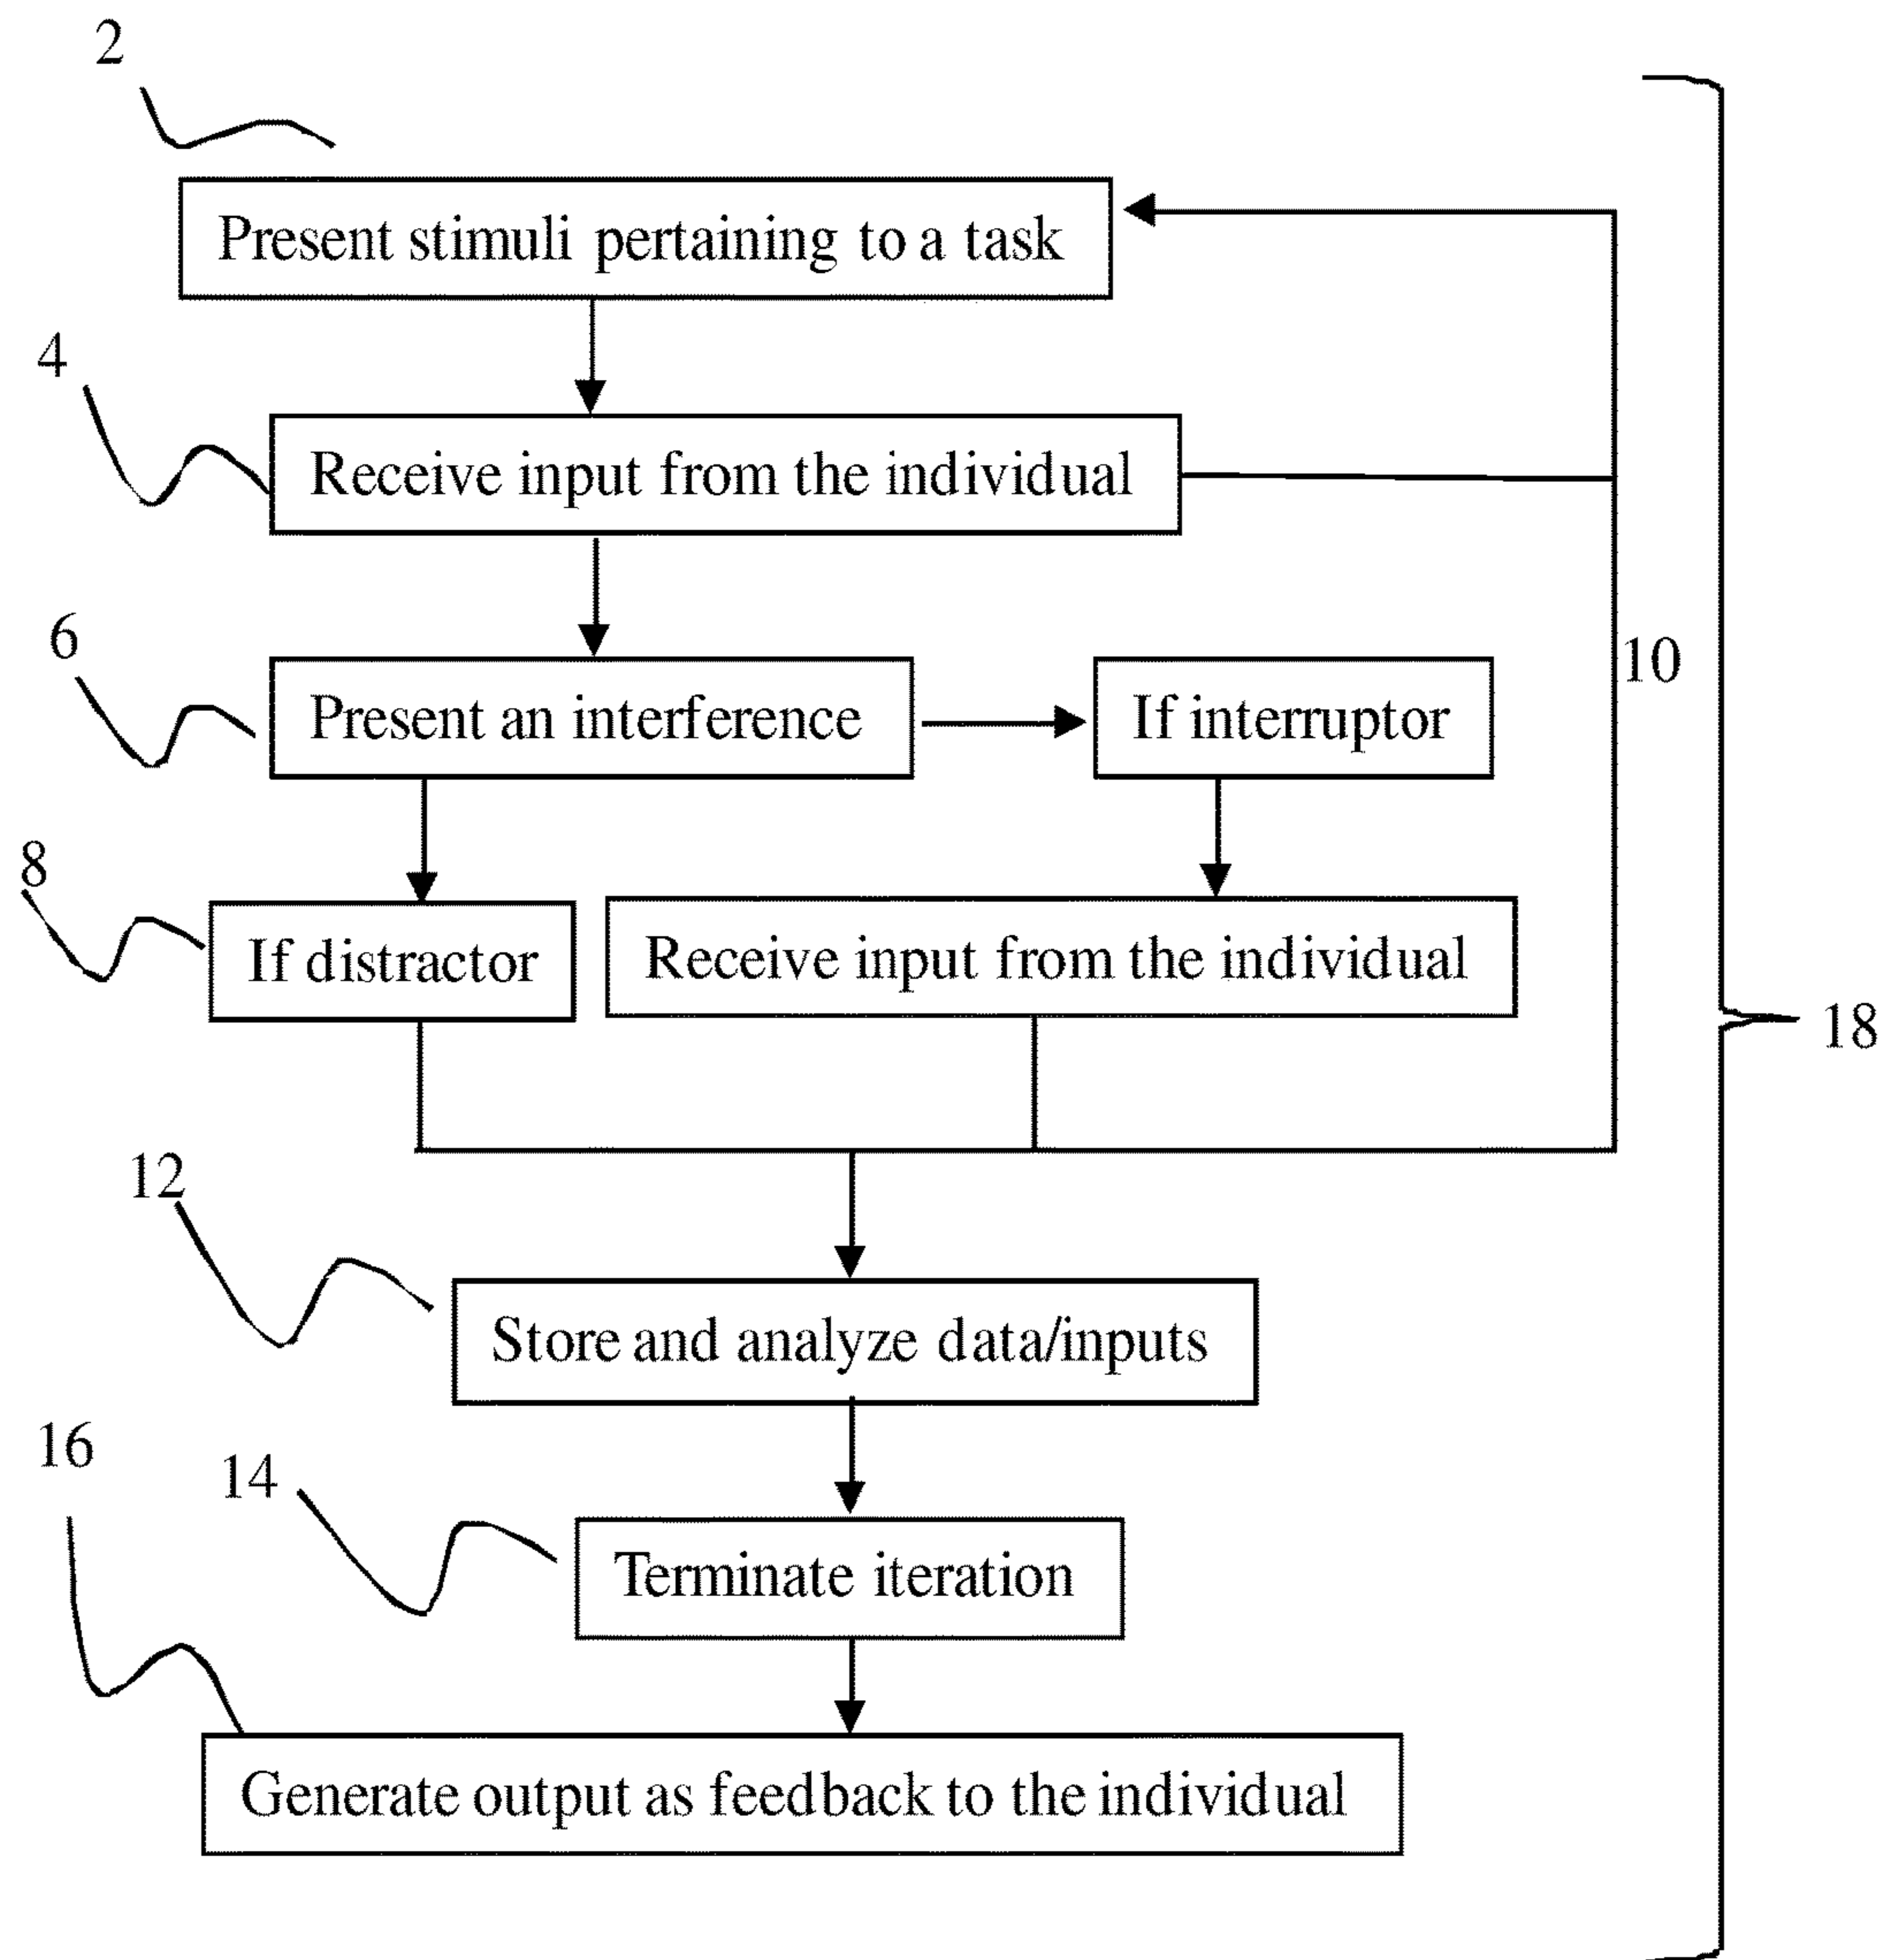 2
Present stimuli pertaining to a task
4
Receive input from the individual
6
Present an interference
If interruptor
10
8
If distractor
Receive input from the individual
18
12
Store and analyze data/inputs
16
14
Terminate iteration
Generate output as feedback to the individual